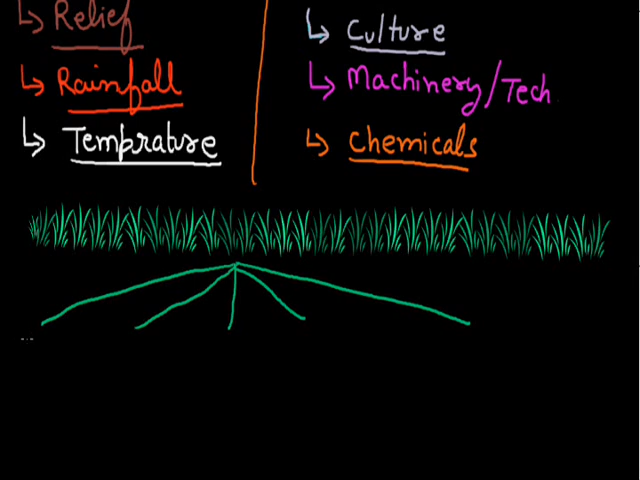 ↳ Relief
↳ Rainfall
↳ Temprature
↳ Culture
↳ Machinery/Tech
↳ Chemicals